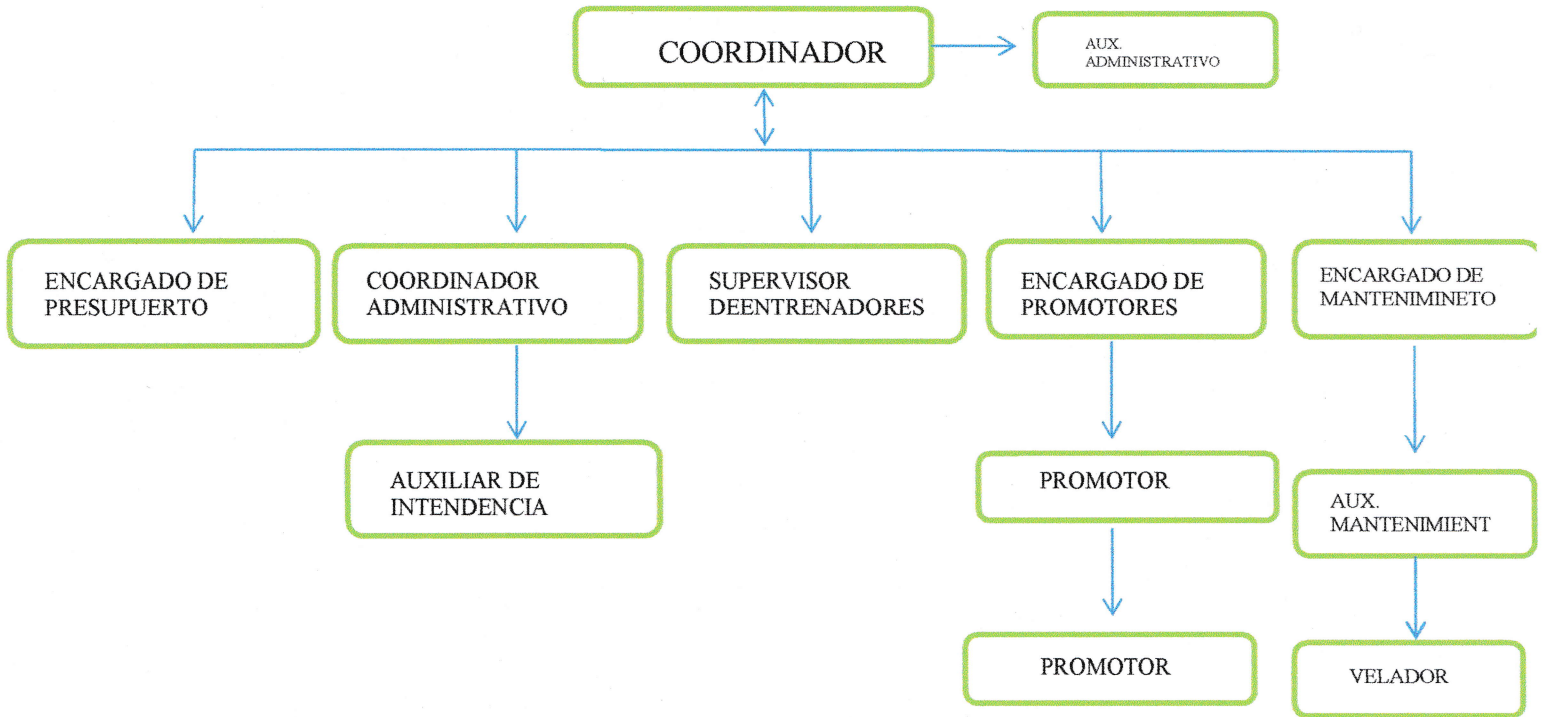 COORDINADOR
AUX.
ADMINISTRATIVO
ENCARGADO DE
PRESUPUERTO
COORDINADOR
ADMINISTRATIVO
SUPERVISOR
DEENTRENADORES
ENCARGADO DE
PROMOTORES
ENCARGADO DE
MANTENIMINETO
AUXILIAR DE
INTENDENCIA
PROMOTOR
AUX.
MANTENIMIENT
PROMOTOR
VELADOR